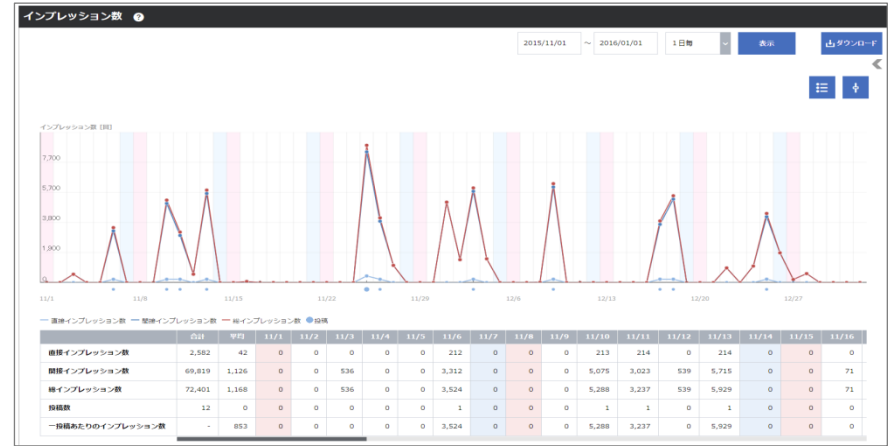 インプレッション数 ?
2015/11/01 ~ 2016/01/01 1日毎 表示 ダウンロード
インプレッション数 [回]
7,700
5,700
3,800
1,900
0
11/1 11/8 11/15 11/22 11/29 12/6 12/13 12/20 12/27
直接インプレッション数 間接インプレッション数 総インプレッション数 投稿
合計 平均 11/1 11/2 11/3 11/4 11/5 11/6 11/7 11/8 11/9 11/10 11/11 11/12 11/13 11/14 11/15 11/16
直接インプレッション数 2,582 42 0 0 0 0 0 212 0 0 0 213 214 0 214 0 0 0
間接インプレッション数 69,819 1,126 0 0 536 0 0 3,312 0 0 0 5,075 3,023 539 5,715 0 0 71
総インプレッション数 72,401 1,168 0 0 536 0 0 3,524 0 0 0 5,288 3,237 539 5,929 0 0 71
投稿数 12 0 0 0 0 0 0 1 0 0 0 1 1 0 1 0 0 0
一投稿あたりのインプレッション数 - 853 0 0 0 0 0 3,524 0 0 0 5,288 3,237 0 5,929 0 0 0